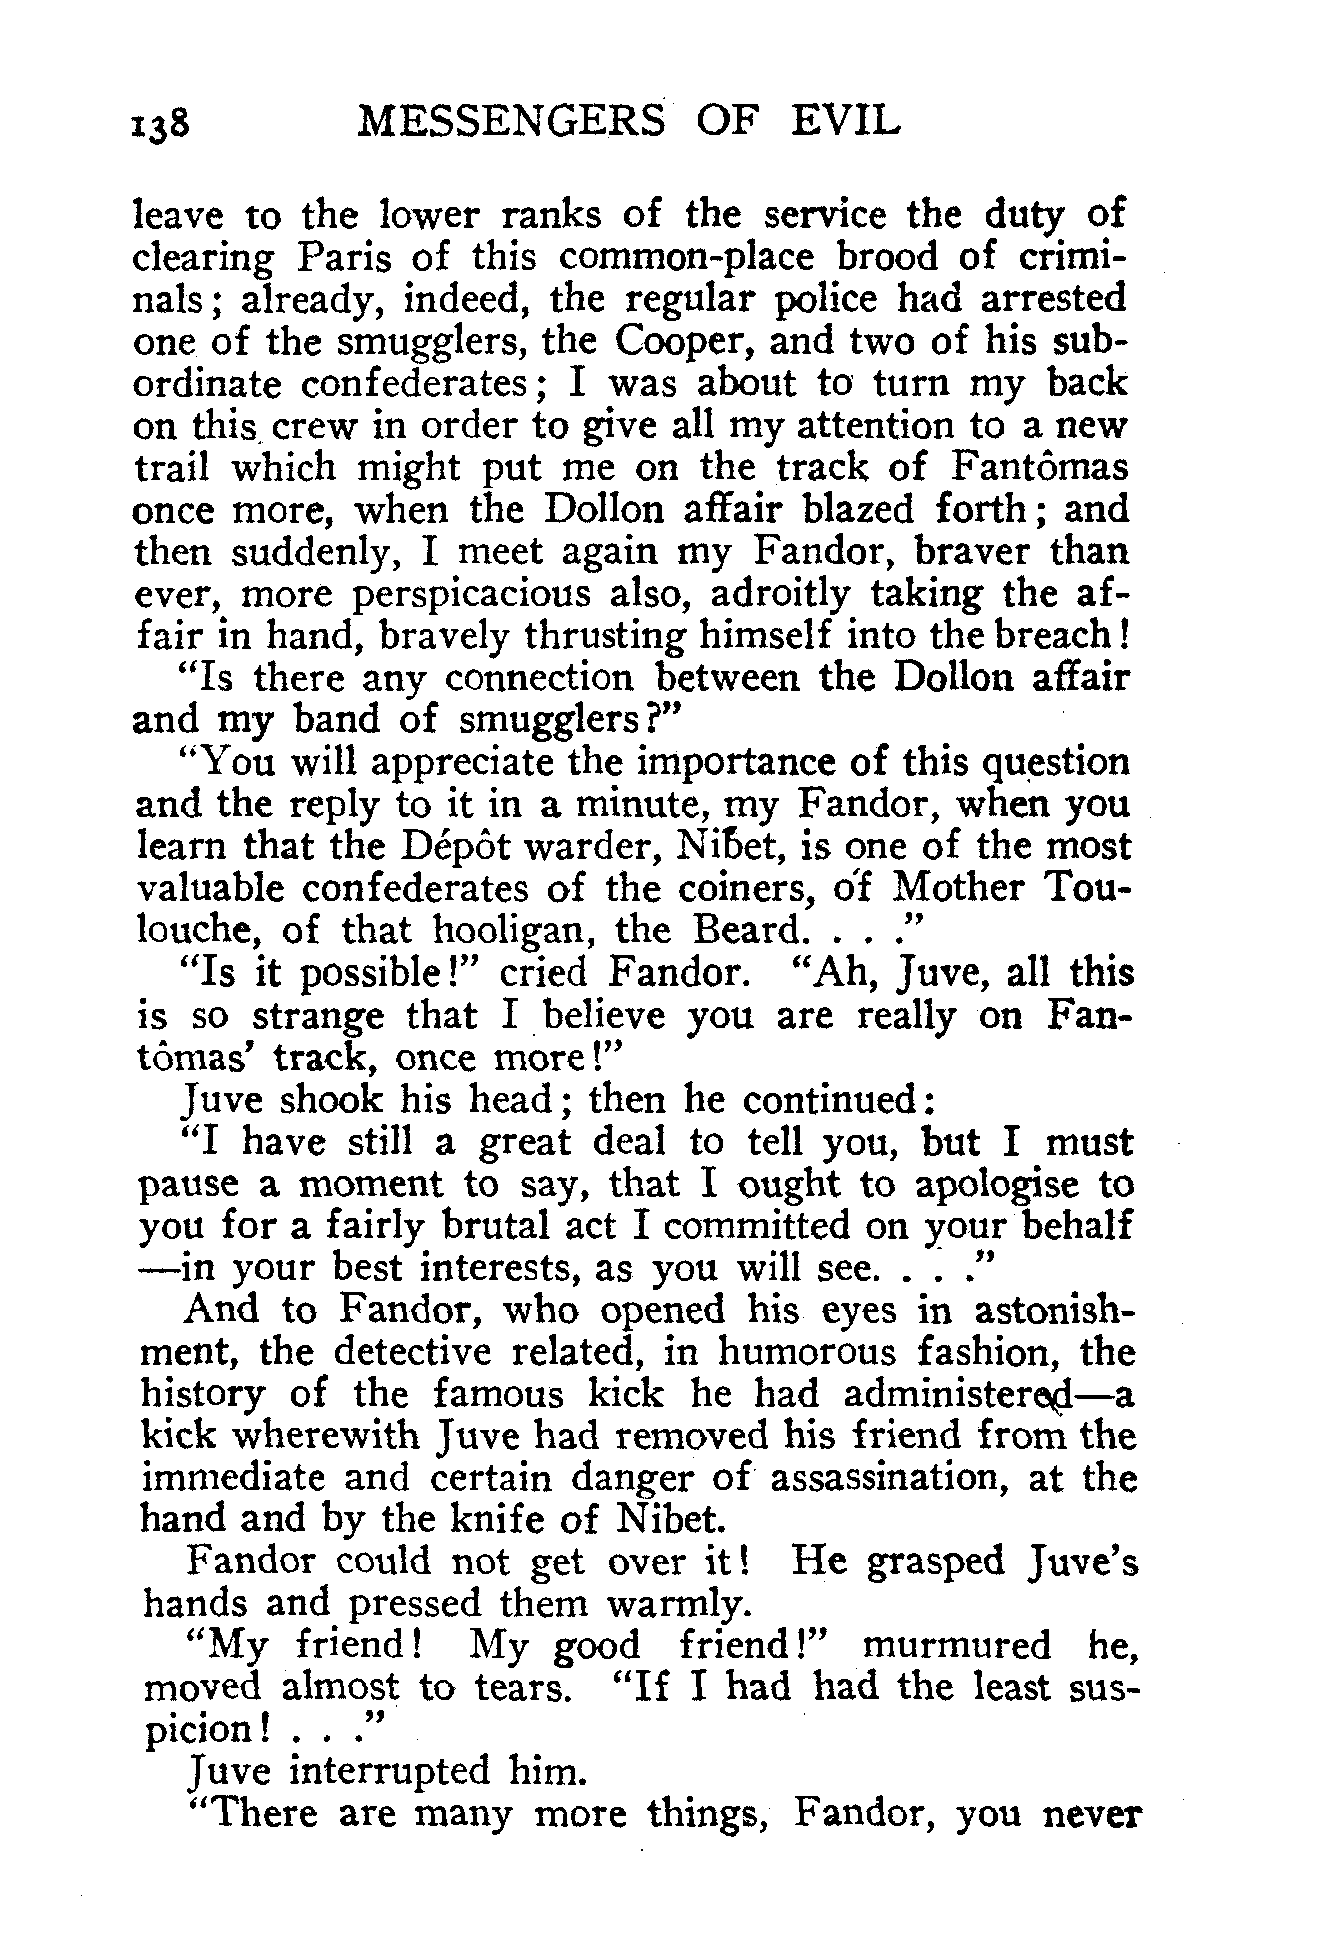 138 MESSENGERS OF EVIL
leave to the lower ranks of the service the duty of
clearing Paris of this common-place brood of crimi-
nals; already, indeed, the regular police had arrested
one of the smugglers, the Cooper, and two of his sub-
ordinate confederates; I was about to turn my back
on this crew in order to give all my attention to a new
trail which might put me on the track of Fantômas
once more, when the Dollon affair blazed forth; and
then suddenly, I meet again my Fandor, braver than
ever, more perspicacious also, adroitly taking the af-
fair in hand, bravely thrusting himself into the breach!
“Is there any connection between the Dollon affair
and my band of smugglers?”
“You will appreciate the importance of this question
and the reply to it in a minute, my Fandor, when you
learn that the Dépôt warder, Nibet, is one of the most
valuable confederates of the coiners, of Mother Tou-
louche, of that hooligan, the Beard. . . .”
“Is it possible!” cried Fandor. “Ah, Juve, all this
is so strange that I believe you are really on Fan-
tômas’ track, once more!”
Juve shook his head; then he continued:
“I have still a great deal to tell you, but I must
pause a moment to say, that I ought to apologise to
you for a fairly brutal act I committed on your behalf
—in your best interests, as you will see. . . .”
And to Fandor, who opened his eyes in astonish-
ment, the detective related, in humorous fashion, the
history of the famous kick he had administered—a
kick wherewith Juve had removed his friend from the
immediate and certain danger of assassination, at the
hand and by the knife of Nibet.
Fandor could not get over it! He grasped Juve’s
hands and pressed them warmly.
“My friend! My good friend!” murmured he,
moved almost to tears. “If I had had the least sus-
picion! . . .”
Juve interrupted him.
“There are many more things, Fandor, you never